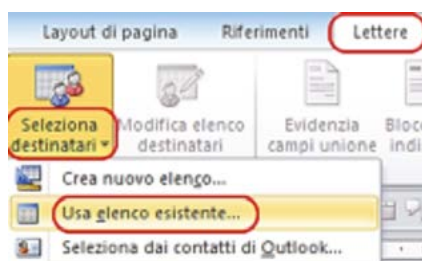 Layout di pagina Riferimenti Lettere
Seleziona destinatari
Modifica elenco destinatari
Evidenzia campi unione
Crea nuovo elenco...
Usa elenco esistente...
Seleziona dai contatti di Outlook...